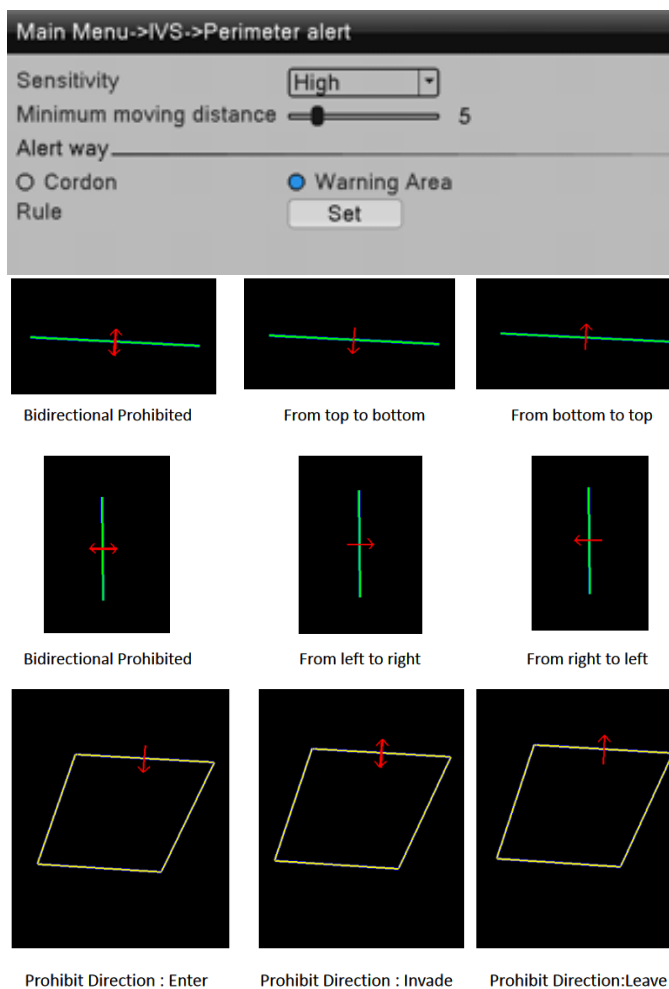 Main Menu->IVS->Perimeter alert
Sensitivity High
Minimum moving distance 5
Alert way
Cordon Warning Area
Rule Set
Bidirectional Prohibited From top to bottom From bottom to top
Bidirectional Prohibited From left to right From right to left
Prohibit Direction : Enter Prohibit Direction : Invade Prohibit Direction:Leave